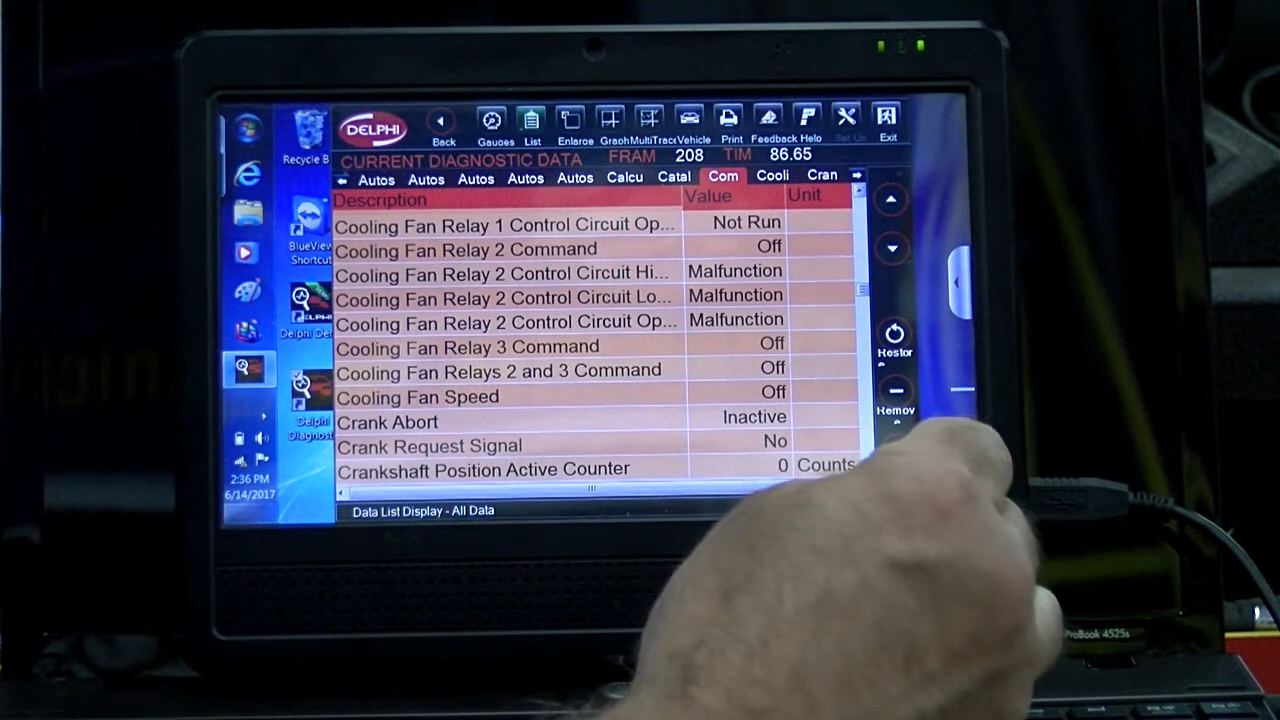 DELPHI
Back Gauges List Enlarge Graph MultiTrace Vehicle Print Feedback Help Set Up Exit
Recycle B
CURRENT DIAGNOSTIC DATA FRAM 208 TIM 86.65
Autos Autos Autos Autos Autos Calcu Catal Com Cooli Cran
Description Value Unit
Cooling Fan Relay 1 Control Circuit Op... Not Run
Cooling Fan Relay 2 Command Off
Cooling Fan Relay 2 Control Circuit Hi... Malfunction
Cooling Fan Relay 2 Control Circuit Lo... Malfunction
Cooling Fan Relay 2 Control Circuit Op... Malfunction
Cooling Fan Relay 3 Command Off
Cooling Fan Relays 2 and 3 Command Off
Cooling Fan Speed Off
Crank Abort Inactive
Crank Request Signal No
Crankshaft Position Active Counter 0 Counts
Data List Display - All Data
BlueView
Shortcut
Delphi De
Delphi
Diagnost
Restor
Remov
2:36 PM
6/14/2017
ProBook 4525s